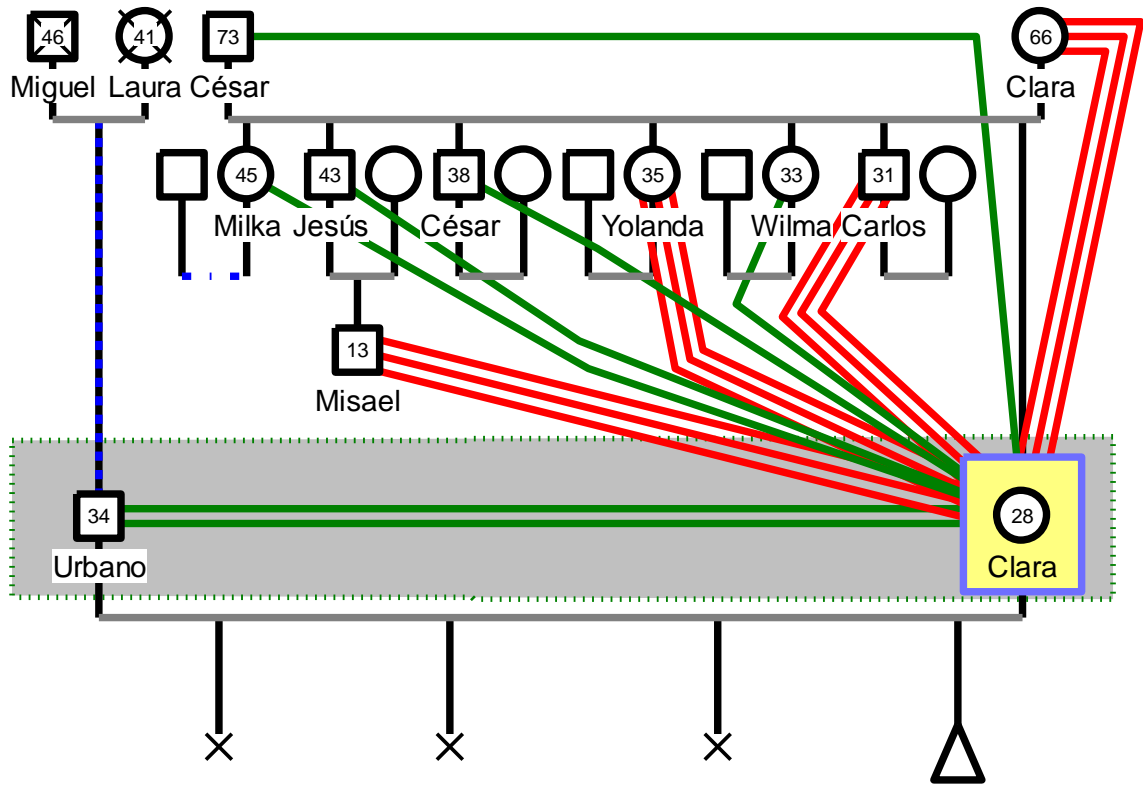 46 41 73 66
Miguel Laura César Clara
45 43 38 35 33 31
Milka Jesús César Yolanda Wilma Carlos
13
Misael
34 28
Urbano Clara